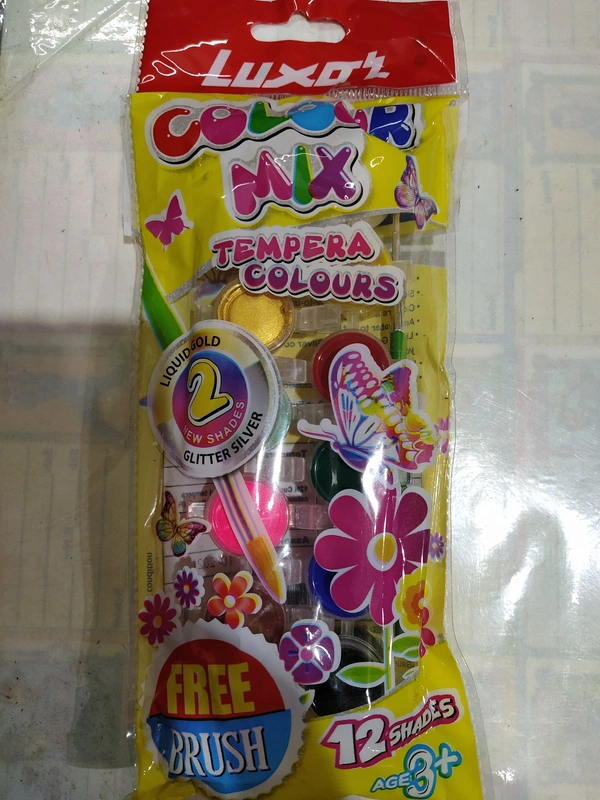 LUXOR
COLOUR
MIX
TEMPERA
COLOURS
LIQUID GOLD
2
NEW SHADES
GLITTER SILVER
FREE
BRUSH
12 SHADES
AGE 3+